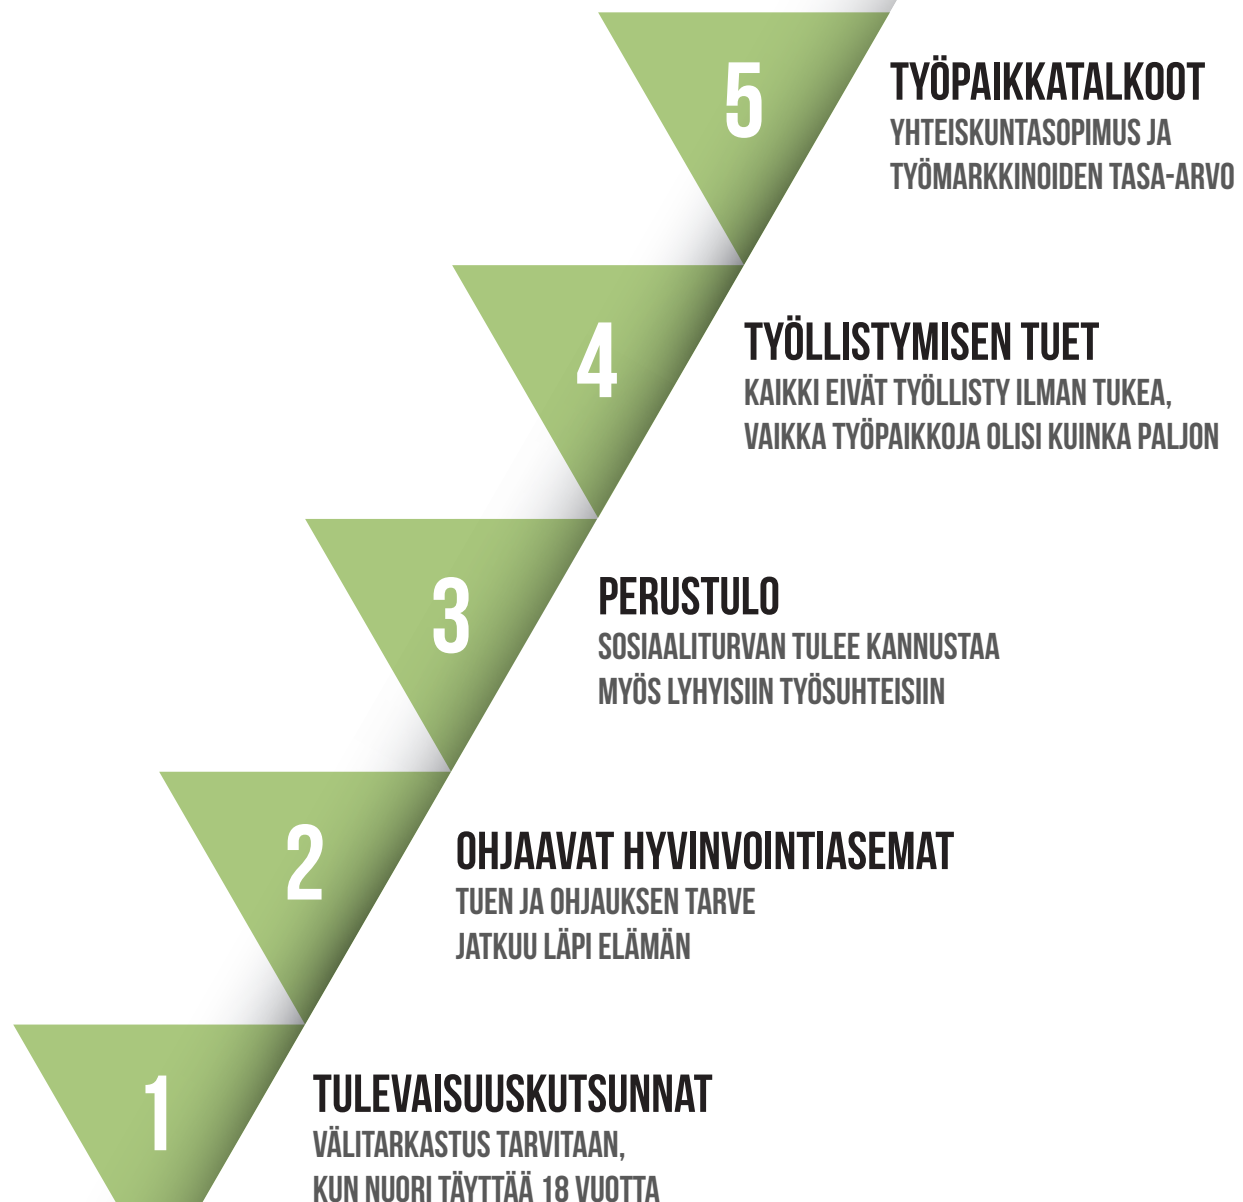 5
TYÖPAIKKATALKOOT
YHTEISKUNTASOPIMUS JA
TYÖMARKKINOIDEN TASA-ARVO
4
TYÖLLISTYMISEN TUET
KAIKKI EIVÄT TYÖLLISTY ILMAN TUKEA,
VAIKKA TYÖPAIKKOJA OLISI KUINKA PALJON
3
PERUSTULO
SOSIAALITURVAN TULEE KANNUSTAA
MYÖS LYHYISIIN TYÖSUHTEISIIN
2
OHJAAVAT HYVINVOINTIASEMAT
TUEN JA OHJAUKSEN TARVE
JATKUU LÄPI ELÄMÄN
1
TULEVAISUUSKUTSUNNAT
VÄLITARKASTUS TARVITAAN,
KUN NUORI TÄYTTÄÄ 18 VUOTTA